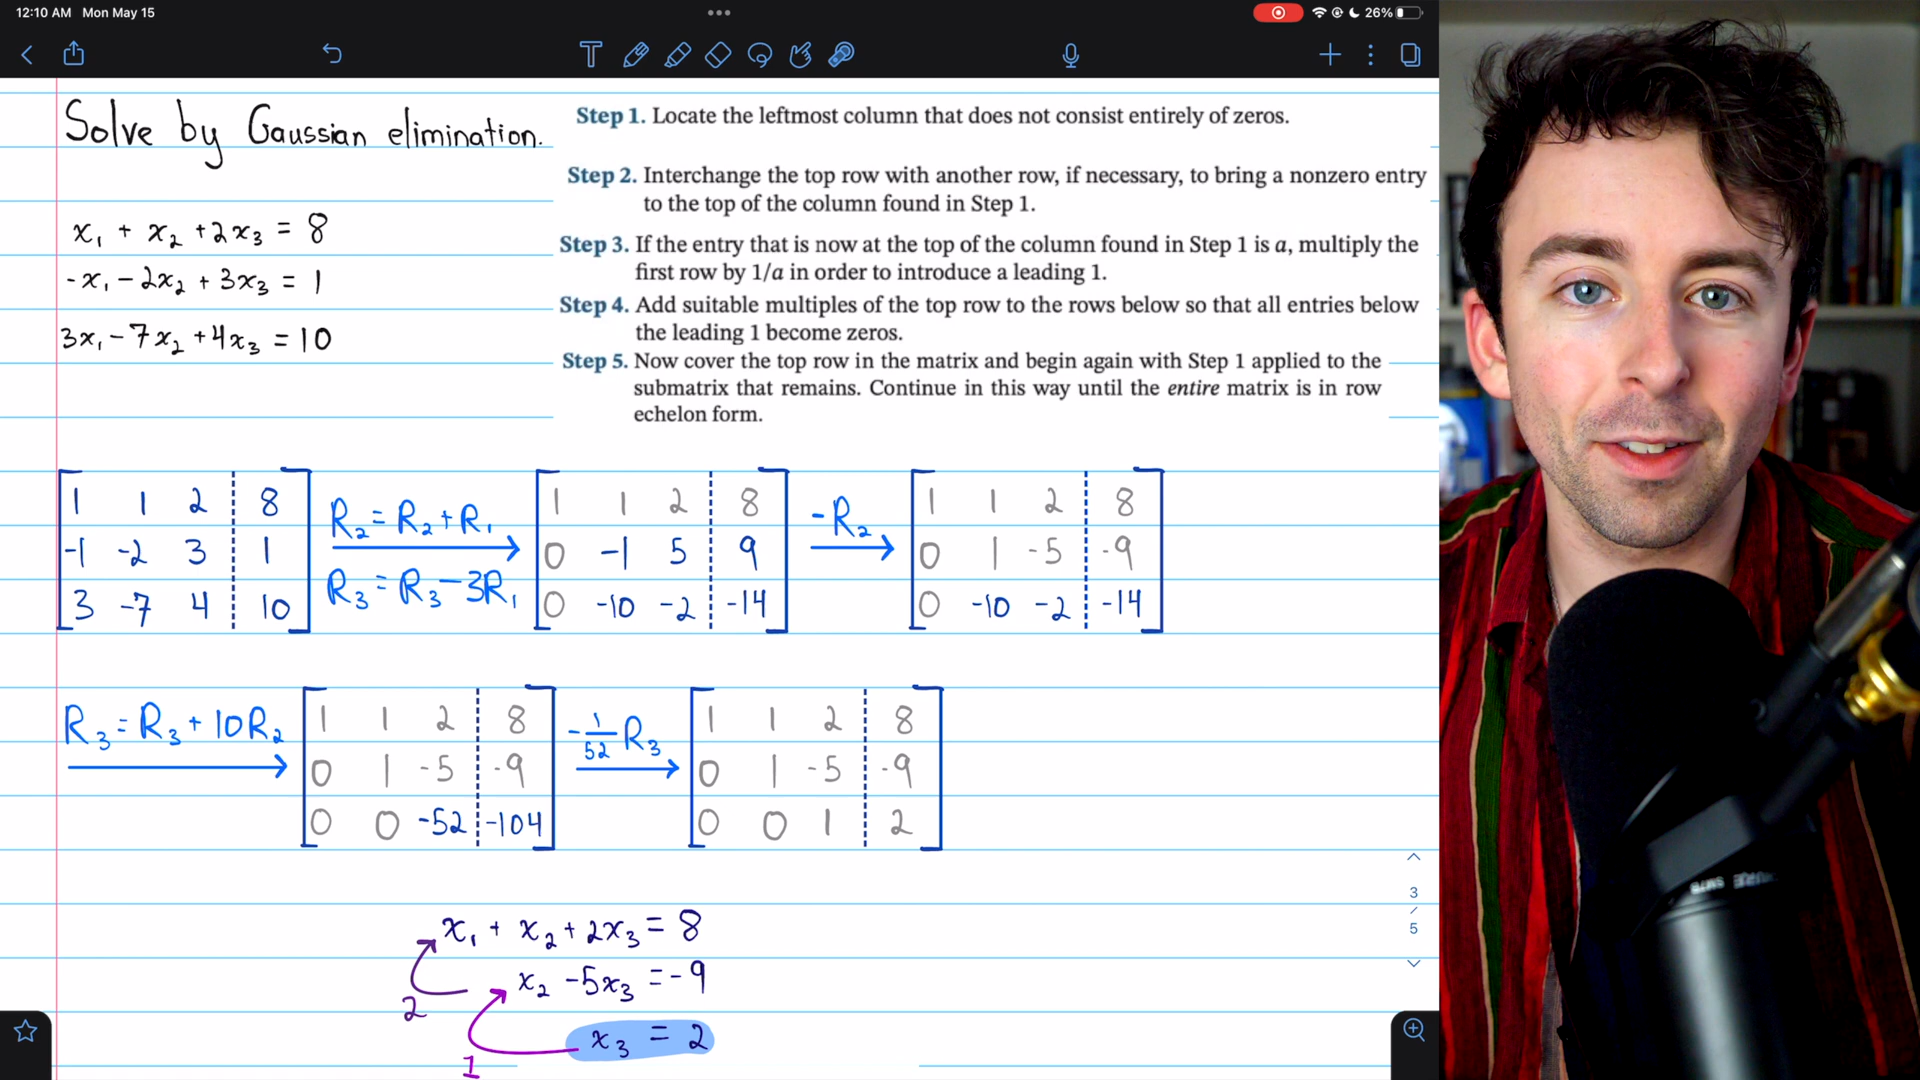 12:10 AM Mon May 15
26%
Solve by Gaussian elimination.
x₁ + x₂ + 2x₃ = 8
-x₁ - 2x₂ + 3x₃ = 1
3x₁ - 7x₂ + 4x₃ = 10
Step 1. Locate the leftmost column that does not consist entirely of zeros.
Step 2. Interchange the top row with another row, if necessary, to bring a nonzero entry
to the top of the column found in Step 1.
Step 3. If the entry that is now at the top of the column found in Step 1 is a, multiply the
first row by 1/a in order to introduce a leading 1.
Step 4. Add suitable multiples of the top row to the rows below so that all entries below
the leading 1 become zeros.
Step 5. Now cover the top row in the matrix and begin again with Step 1 applied to the
submatrix that remains. Continue in this way until the entire matrix is in row
echelon form.
1 1 2 8
-1 -2 3 1
3 -7 4 10
R₂ = R₂ + R₁
R₃ = R₃ - 3R₁
1 1 2 8
0 -1 5 9
0 -10 -2 -14
-R₂
1 1 2 8
0 1 -5 -9
0 -10 -2 -14
R₃ = R₃ + 10R₂
1 1 2 8
0 1 -5 -9
0 0 -52 -104
-1/52 R₃
1 1 2 8
0 1 -5 -9
0 0 1 2
x₁ + x₂ + 2x₃ = 8
x₂ - 5x₃ = -9
x₃ = 2
2
1
3
/
5